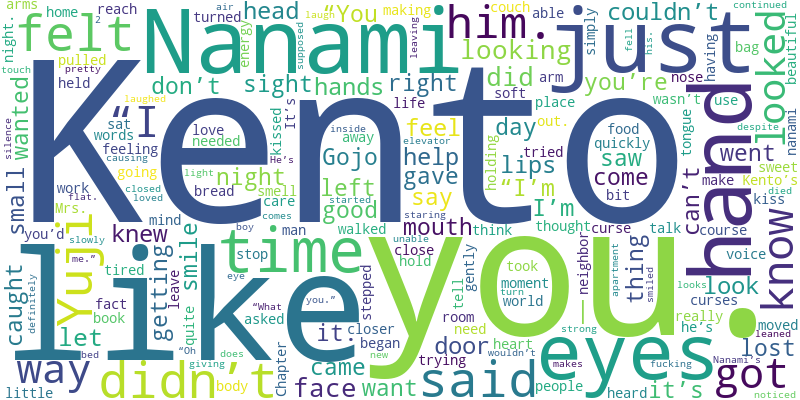 Kento
you.
like
Nanami
just
hand
eyes
time
him.
said
felt
didn't
got
way
know
looked
Yuji
"I
looking
head
couldn't
don't
sight
hands
right
did
you're
day
feel
help
gave
say
Gojo
night
left
good
lips
saw
come
went
can't
look
lost
door
mouth
I'm
"I'm
thing
it:
came
face
want
it's
let
caught
getting
smile
small
wanted
knew
"You
making
couch
able
simply
reach
arms
home
2
turned
energy
laugh
supposed
leaving
air
fell
his.
continued
beautiful
bag
having
nose
night.
touch
pretty
pulled
held
laughed
silence
words
sat
feeling
causing
closed
loved
going
love
needed
kissed
It's
life
soft
arm
place
wasn't
use
nanami
despite
tongue
out.
tried
food
quickly
inside
away
elevator
He's
light
bread
smell
care
comes
started
staring
walked
holding
bit
make
sweet
Kento's
died
kiss
work
flat.
Mrs.
mind
boy
man
unable
close
think
thought
curse
course
talk
you'd
slowly
me."
tired
fact
book
leave
quite
stop
eye
stepped
hold
gently
tell
took
moment
turn
world
neighbor
apartment
smiled
curses
voice
looks
really
he's
moved
leaned
definitely
bed
"Oh
giving
does
body
asked
"What
you."
Chapter
closer
began
new
trying
room
need
heart
strong
wouldn't
makes
people
heard
fucking
Nanami's
noticed
little
|